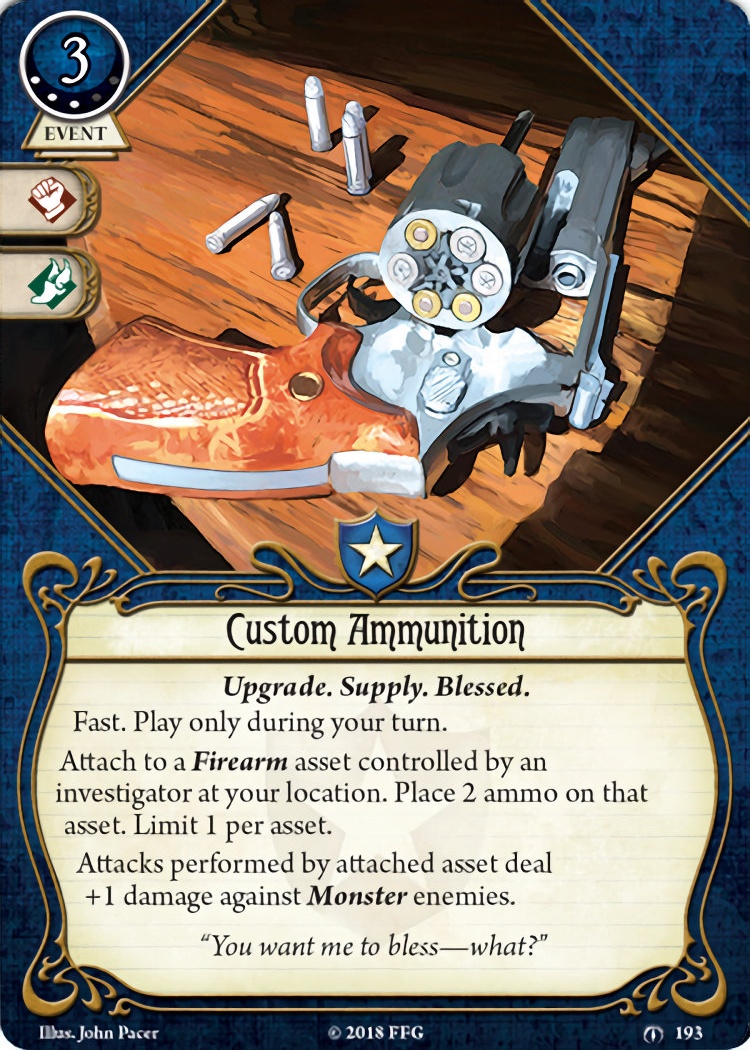 3
EVENT
Custom Ammunition
Upgrade. Supply. Blessed.
Fast. Play only during your turn.
Attach to a Firearm asset controlled by an
investigator at your location. Place 2 ammo on that
asset. Limit 1 per asset.
Attacks performed by attached asset deal
+1 damage against Monster enemies.
“You want me to bless—what?”
Illus. John Pacer
© 2018 FFG
193